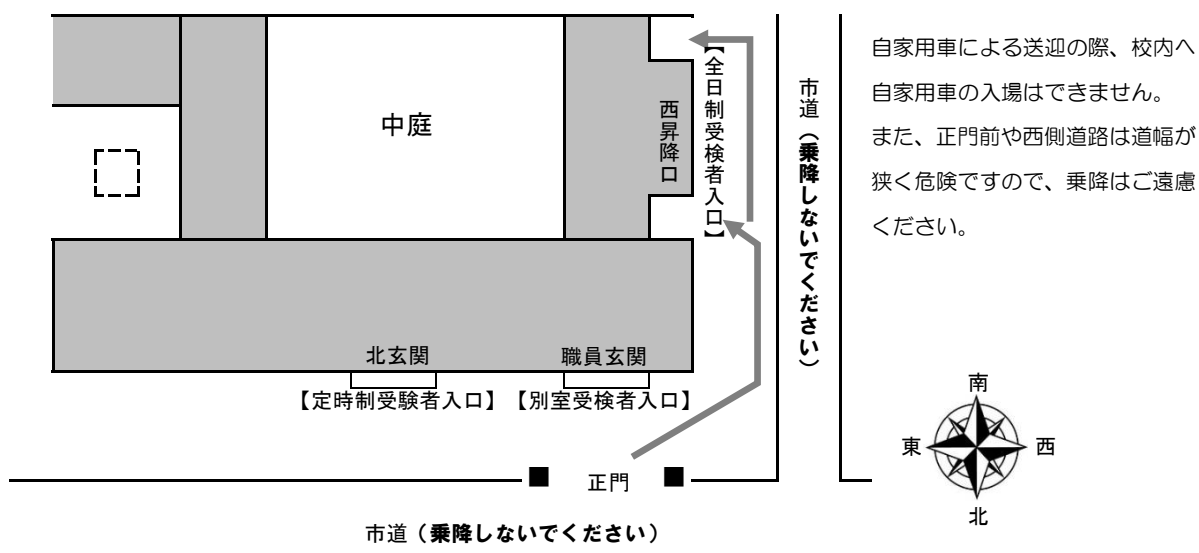 自家用車による送迎の際、校内へ
自家用車の入場はできません。
また、正門前や西側道路は道幅が
狭く危険ですので、乗降はご遠慮
ください。
中庭
西昇降口
【全日制受検者入口】
市道（乗降しないでください）
北玄関
職員玄関
【定時制受験者入口】
【別室受検者入口】
正門
市道（乗降しないでください）
南
東
西
北